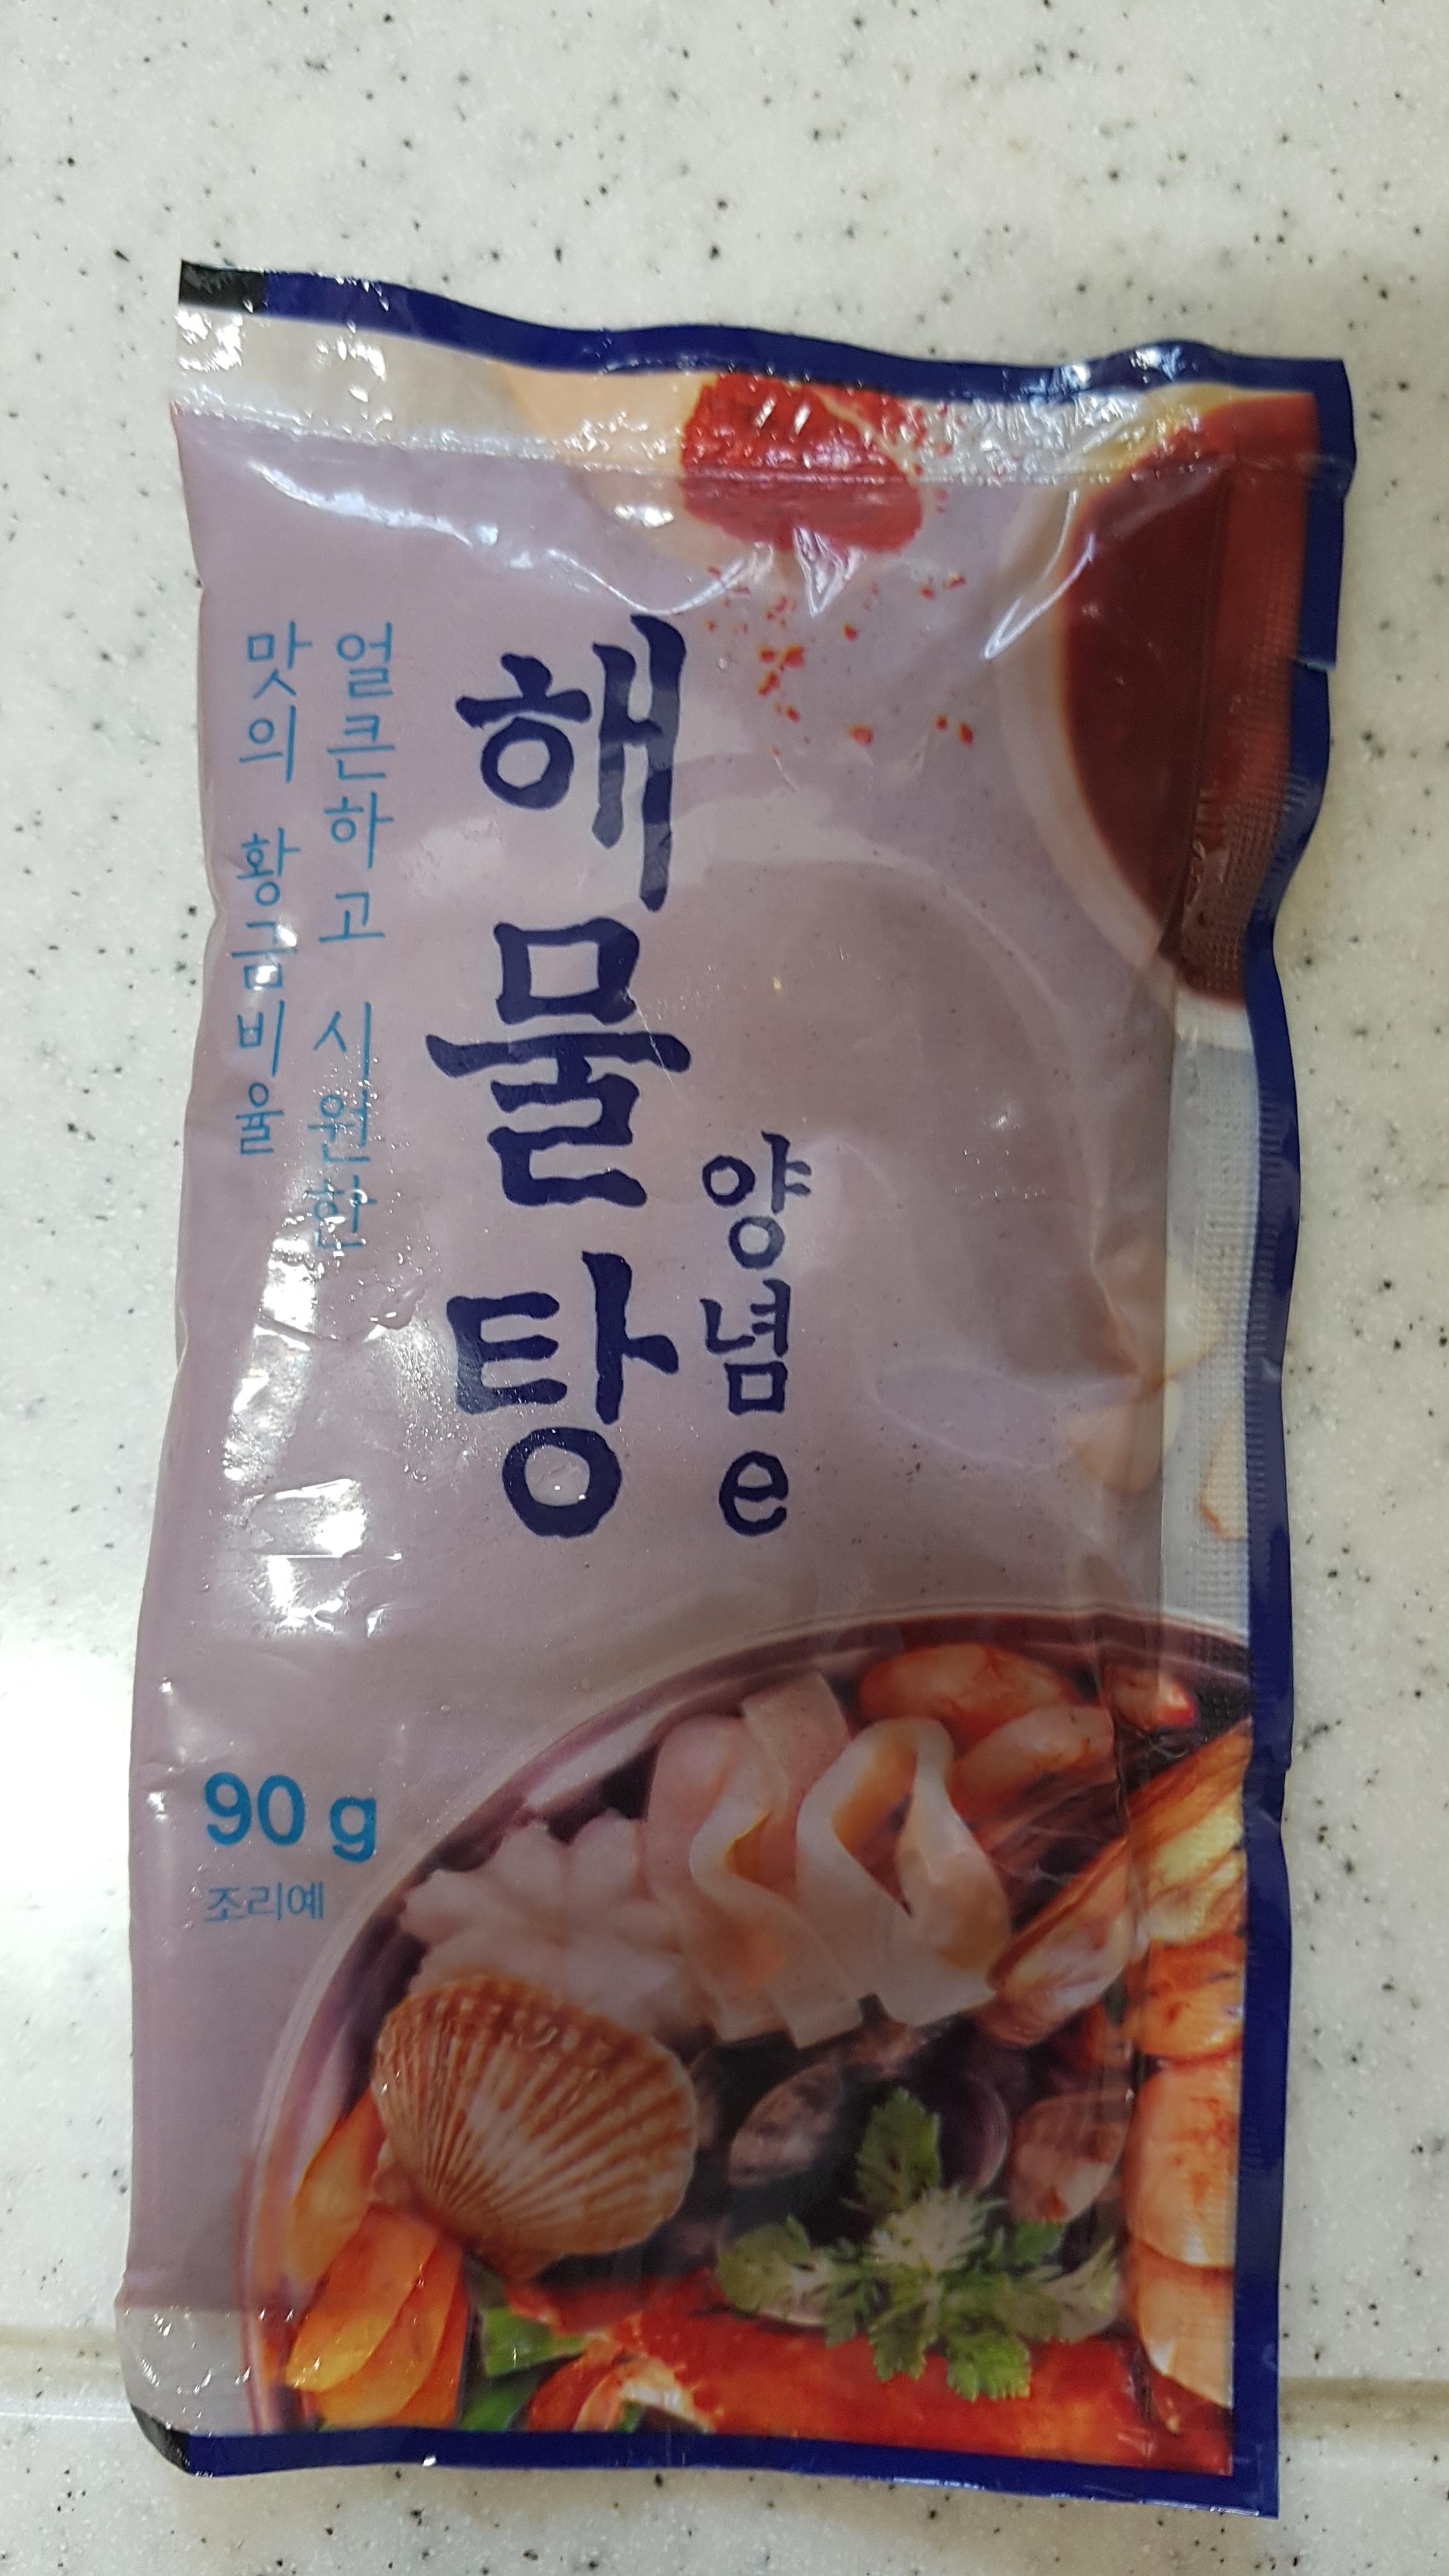 얼큰하고 시원한
맛의 황금비율
해물탕
양념e
90 g
조리예